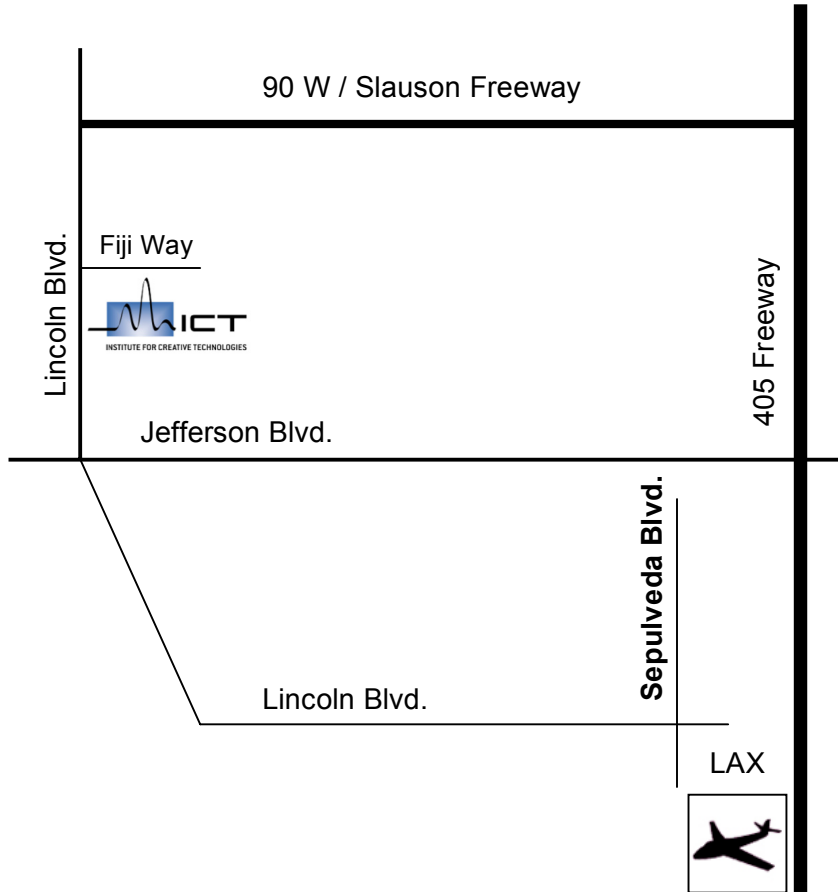 90 W / Slauson Freeway
Lincoln Blvd.
Fiji Way
ICT
INSTITUTE FOR CREATIVE TECHNOLOGIES
405 Freeway
Jefferson Blvd.
Sepulveda Blvd.
Lincoln Blvd.
LAX